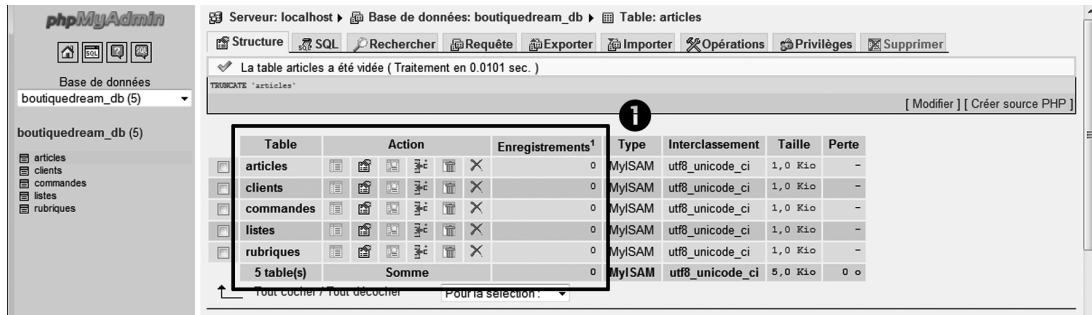 phpMyAdmin
Base de données
boutiquedream_db (5)
boutiquedream_db (5)
articles
clients
commandes
listes
rubriques
Serveur: localhost Base de données: boutiquedream_db Table: articles
Structure SQL Rechercher Requête Exporter Importer Opérations Privilèges Supprimer
La table articles a été vidée ( Traitement en 0.0101 sec. )
TRUNCATE `articles`
[ Modifier ] [ Créer source PHP ]
1
Table Action Enregistrements¹ Type Interclassement Taille Perte
articles 0 MyISAM utf8_unicode_ci 1,0 Kio -
clients 0 MyISAM utf8_unicode_ci 1,0 Kio -
commandes 0 MyISAM utf8_unicode_ci 1,0 Kio -
listes 0 MyISAM utf8_unicode_ci 1,0 Kio -
rubriques 0 MyISAM utf8_unicode_ci 1,0 Kio -
5 table(s) Somme 0 MyISAM utf8_unicode_ci 5,0 Kio 0 o
Tout cocher / Tout décocher Pour la sélection :